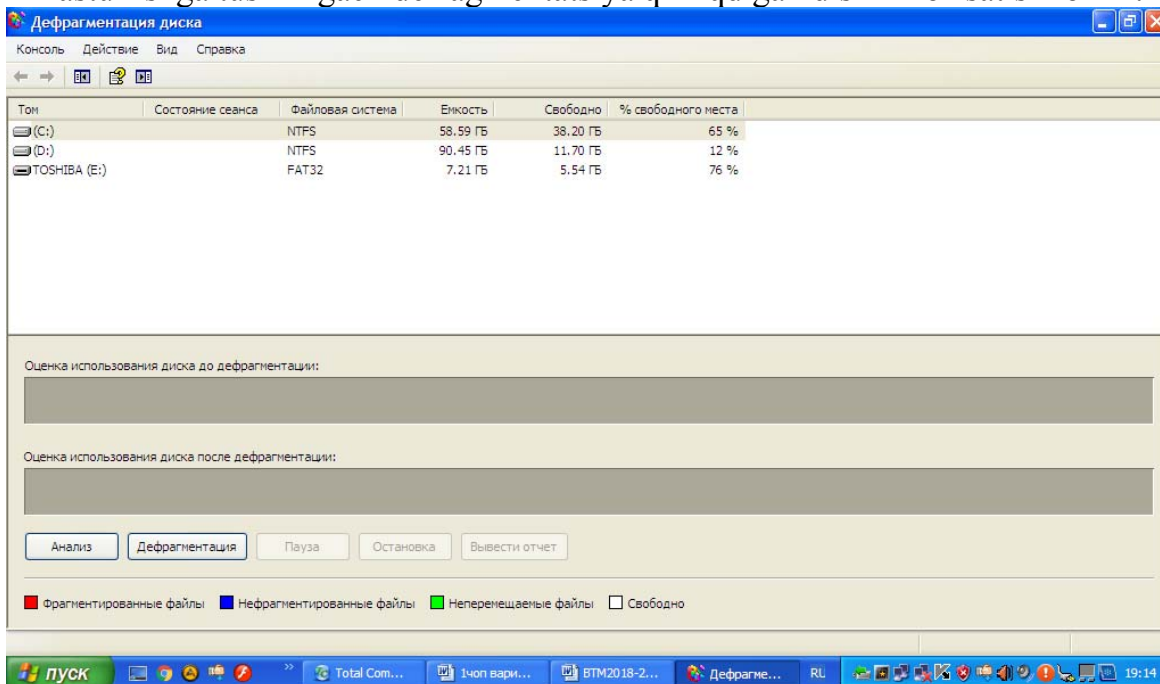 Дефрагментация диска
Консоль Действие Вид Справка
Том Состояние сеанса Файловая система Емкость Свободно % свободного места
(C:) NTFS 58.59 ГБ 38.20 ГБ 65 %
(D:) NTFS 90.45 ГБ 11.70 ГБ 12 %
TOSHIBA (E:) FAT32 7.21 ГБ 5.54 ГБ 76 %
Оценка использования диска до дефрагментации:
Оценка использования диска после дефрагментации:
Анализ Дефрагментация Пауза Остановка Вывести отчет
Фрагментированные файлы Нефрагментированные файлы Неперемещаемые файлы Свободно
пуск Total Com... 1чоп вари... BTM2018-2... Дефрагме... RU 19:14